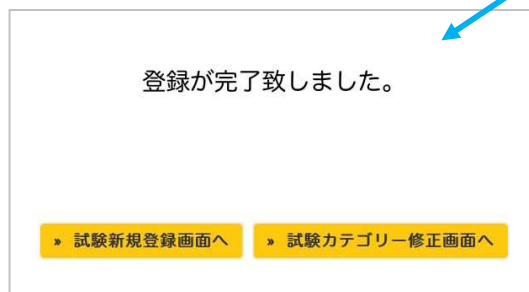 登録が完了致しました。
» 試験新規登録画面へ
» 試験カテゴリー修正画面へ